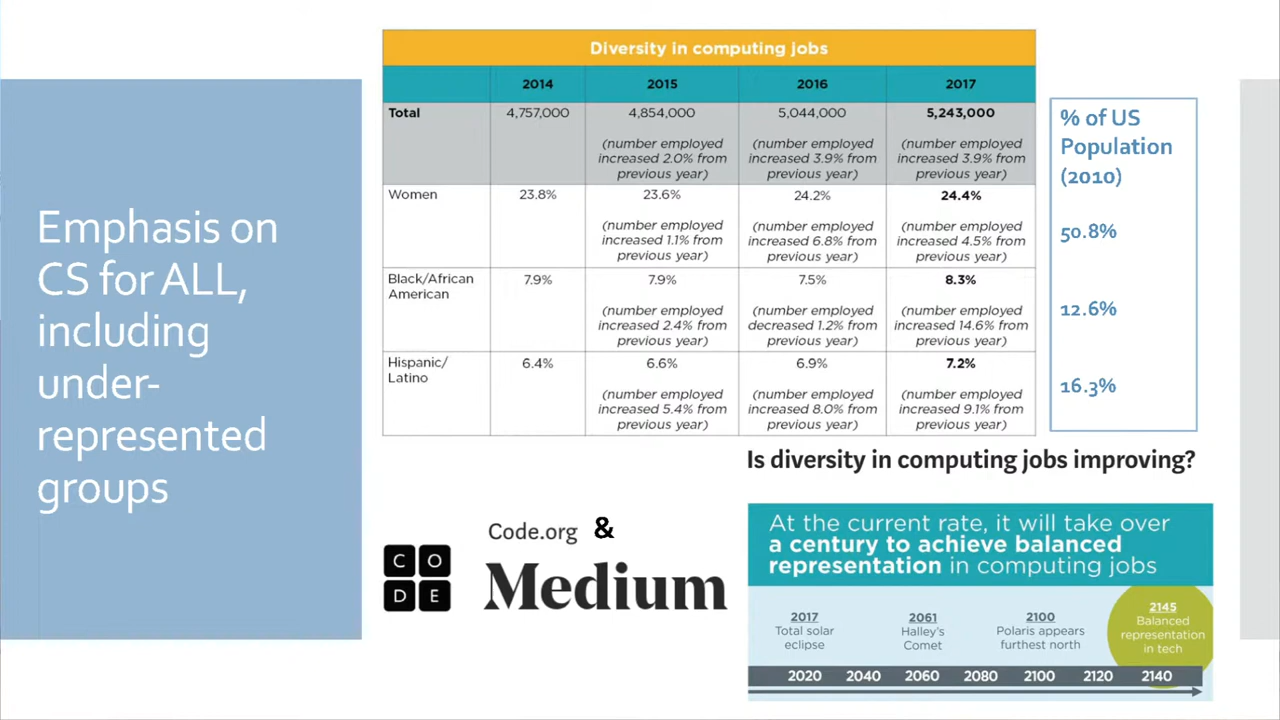 Emphasis on
CS for ALL,
including
under-
represented
groups
Diversity in computing jobs
2014 2015 2016 2017
Total 4,757,000 4,854,000 5,044,000 5,243,000
(number employed (number employed (number employed
increased 2.0% from increased 3.9% from increased 3.9% from
previous year) previous year) previous year)
Women 23.8% 23.6% 24.2% 24.4%
(number employed (number employed (number employed
increased 1.1% from increased 6.8% from increased 4.5% from
previous year) previous year) previous year)
Black/African 7.9% 7.9% 7.5% 8.3%
American
(number employed (number employed (number employed
increased 2.4% from decreased 1.2% from increased 14.6% from
previous year) previous year) previous year)
Hispanic/ 6.4% 6.6% 6.9% 7.2%
Latino
(number employed (number employed (number employed
increased 5.4% from increased 8.0% from increased 9.1% from
previous year) previous year) previous year)
% of US
Population
(2010)
50.8%
12.6%
16.3%
Is diversity in computing jobs improving?
Code.org &
C O
D E
Medium
At the current rate, it will take over
a century to achieve balanced
representation in computing jobs
2017 2061 2100 2145
Total solar Halley's Polaris appears Balanced
eclipse Comet furthest north representation
in tech
2020 2040 2060 2080 2100 2120 2140